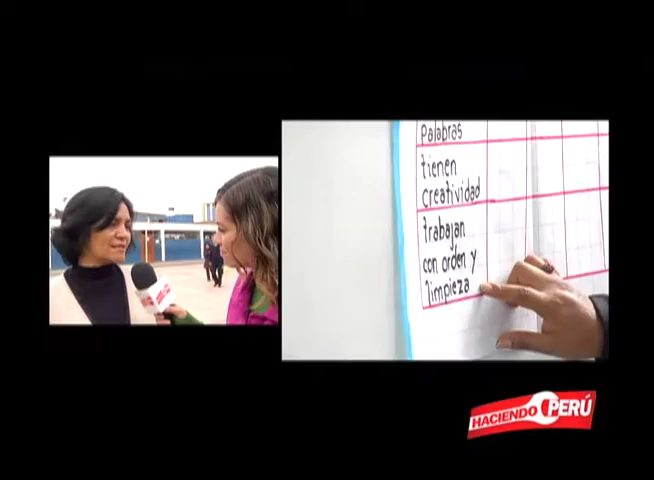 Palabras
tienen
creatividad
trabajan
con orden y
limpieza
HACIENDO PERÚ